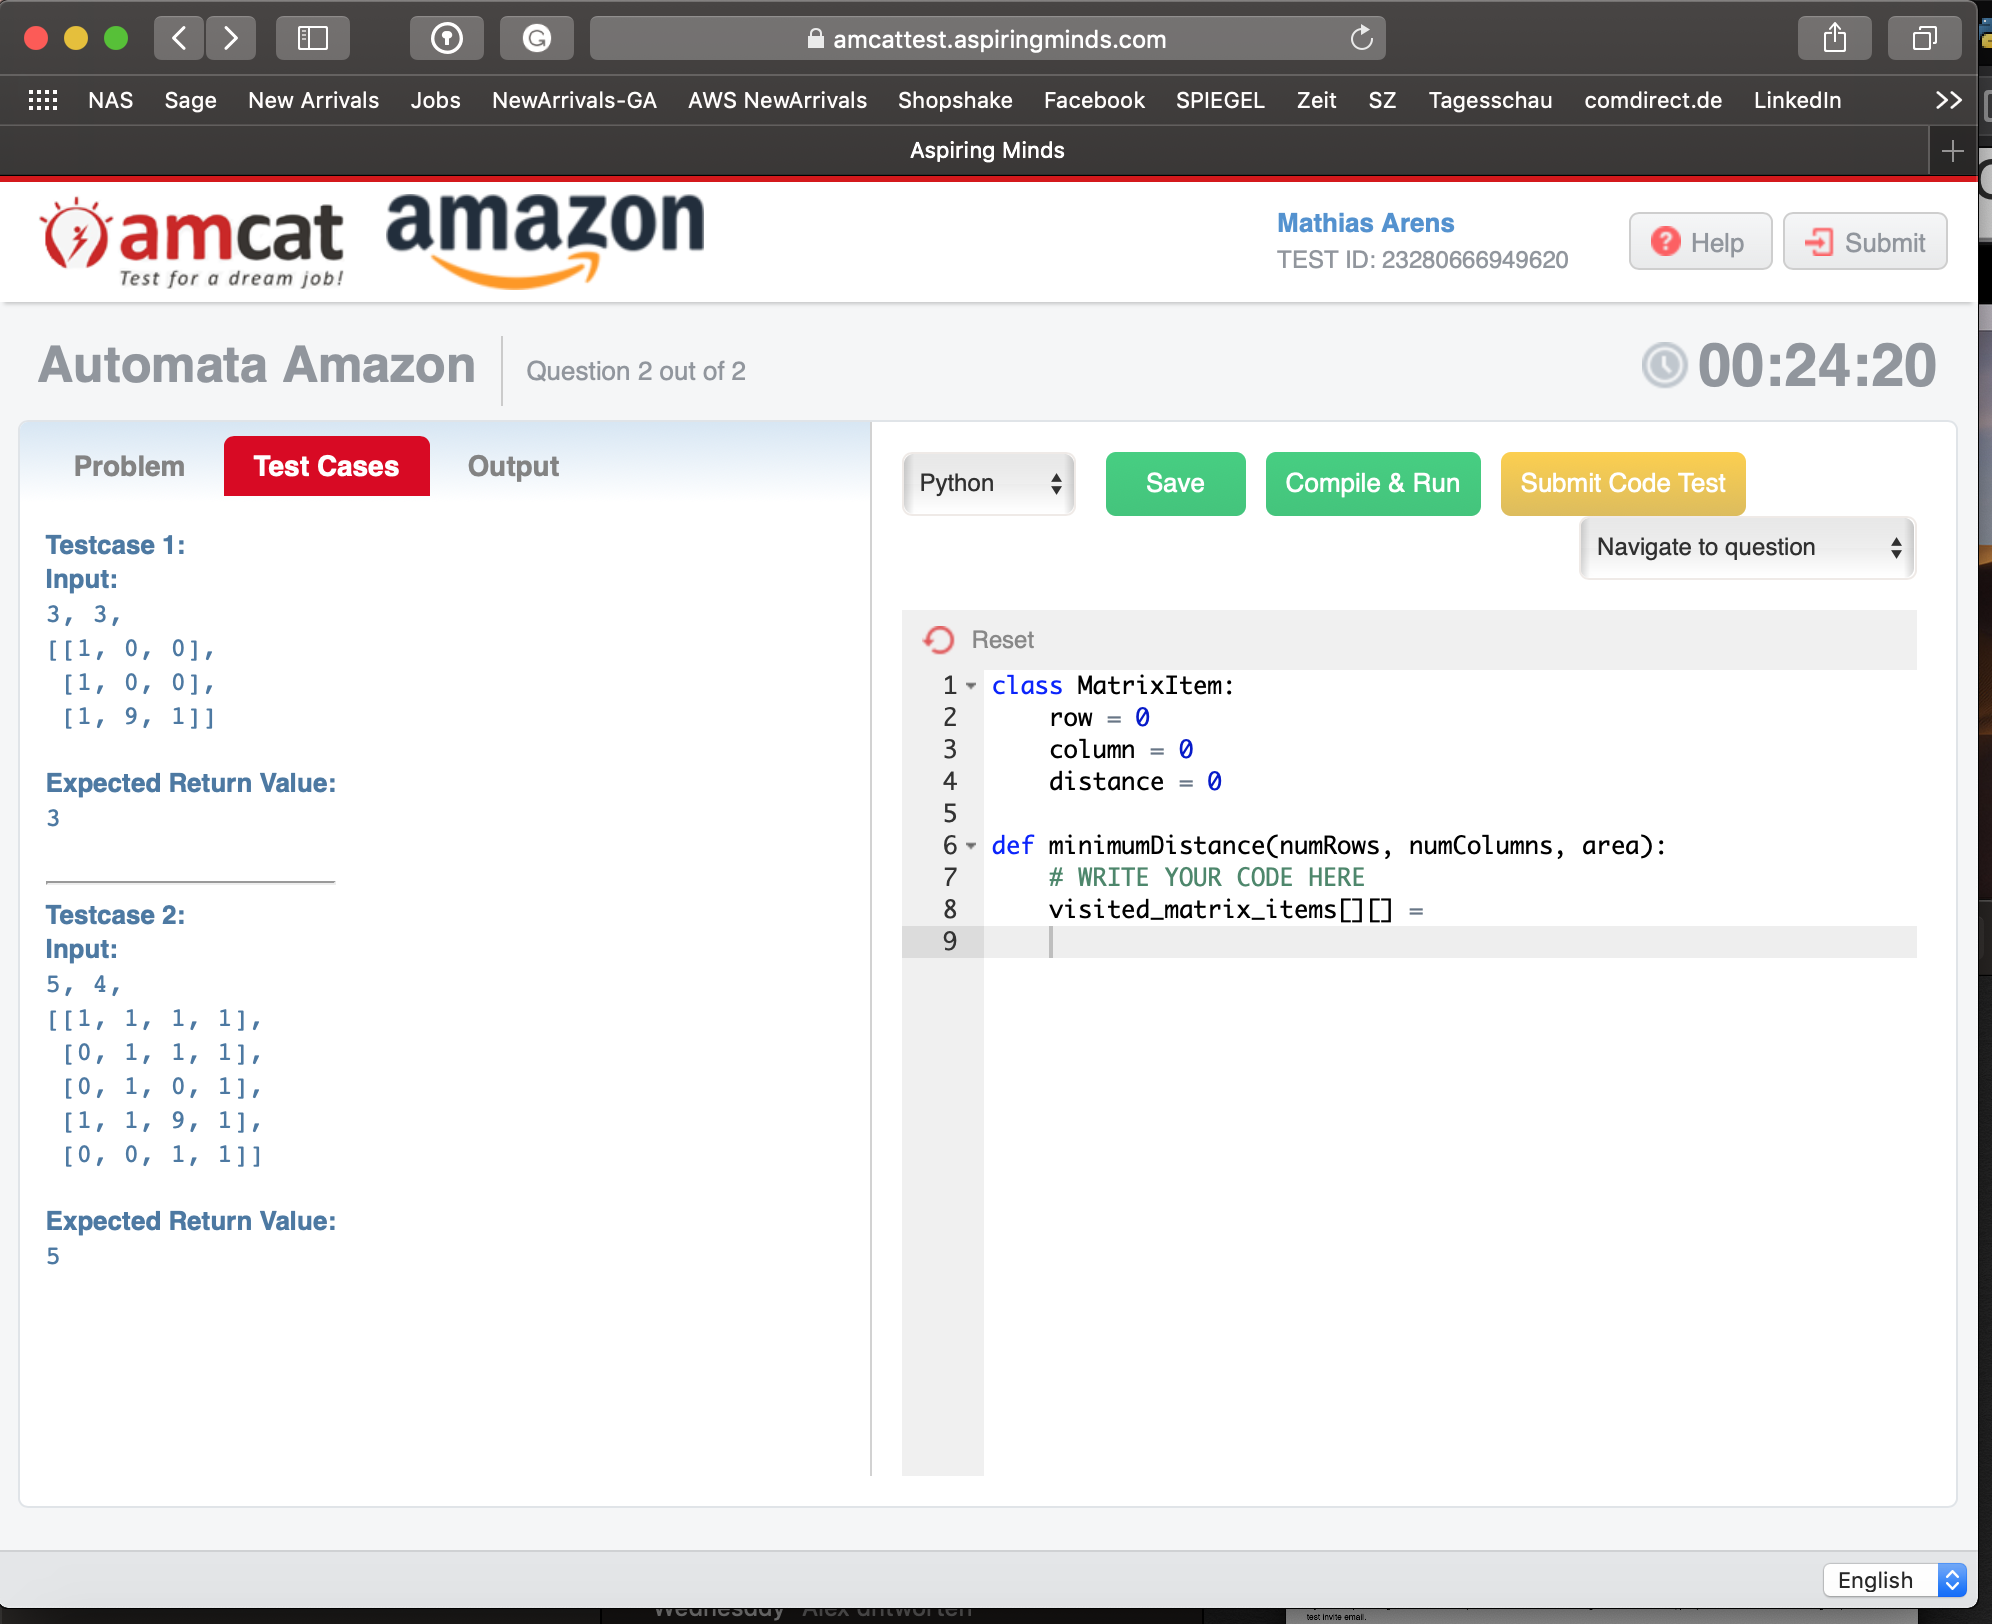 amcattest.aspiringminds.com
NAS Sage New Arrivals Jobs NewArrivals-GA AWS NewArrivals Shopshake Facebook SPIEGEL Zeit SZ Tagesschau comdirect.de LinkedIn
Aspiring Minds
amcat
Test for a dream job!
amazon
Mathias Arens
TEST ID: 23280666949620
Help
Submit
Automata Amazon
Question 2 out of 2
00:24:20
Problem Test Cases Output
Testcase 1:
Input:
3, 3,
[[1, 0, 0],
[1, 0, 0],
[1, 9, 1]]
Expected Return Value:
3
Testcase 2:
Input:
5, 4,
[[1, 1, 1, 1],
[0, 1, 1, 1],
[0, 1, 0, 1],
[1, 1, 9, 1],
[0, 0, 1, 1]]
Expected Return Value:
5
Python Save Compile & Run Submit Code Test
Navigate to question
Reset
1 class MatrixItem:
2 row = 0
3 column = 0
4 distance = 0
5
6 def minimumDistance(numRows, numColumns, area):
7 # WRITE YOUR CODE HERE
8 visited_matrix_items[][] =
9
English
Wednesday Alex antworten
test invite email.